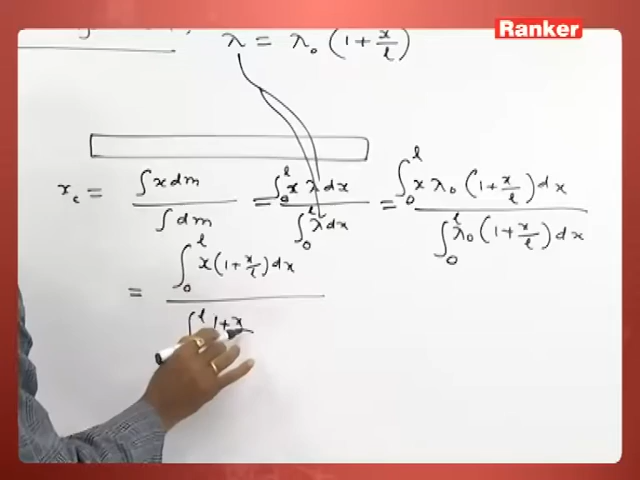 Ranker
λ = λ₀ (1 + x/l)
x_c = ∫ x dm / ∫ dm = ∫₀^l x λ dx / ∫₀^l λ dx = ∫₀^l x λ₀ (1 + x/l) dx / ∫₀^l λ₀ (1 + x/l) dx
= ∫₀^l x (1 + x/l) dx / ∫ ^l 1 + x